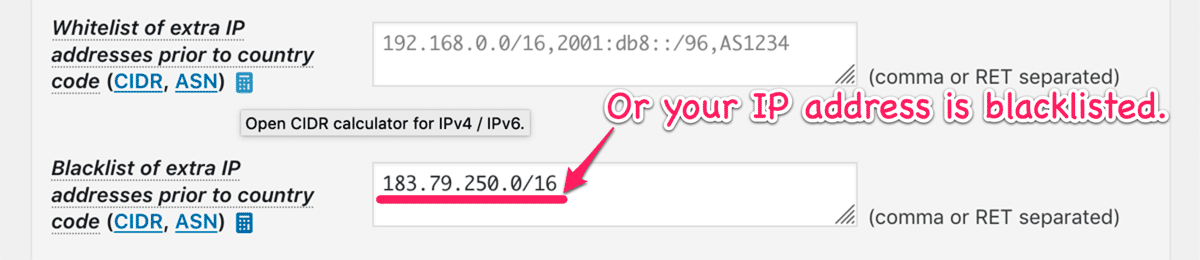 Whitelist of extra IP
addresses prior to country
code (CIDR, ASN)
192.168.0.0/16,2001:db8::/96,AS1234
(comma or RET separated)
Or your IP address is blacklisted.
Open CIDR calculator for IPv4 / IPv6.
Blacklist of extra IP
addresses prior to country
code (CIDR, ASN)
183.79.250.0/16
(comma or RET separated)